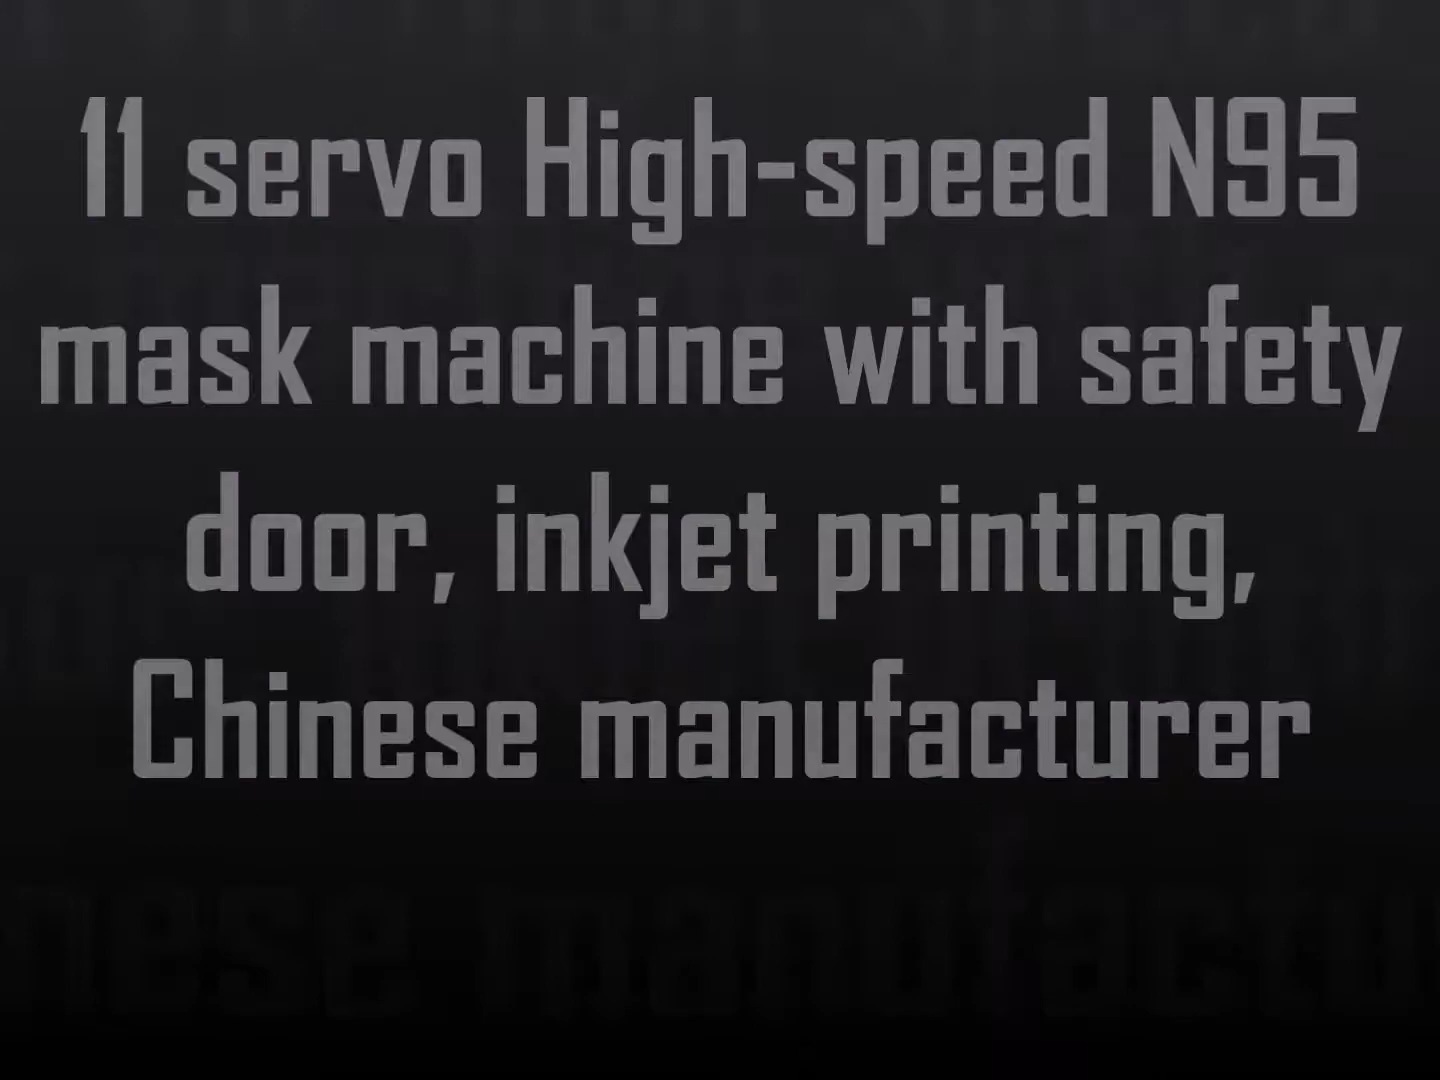 11 servo High-speed N95
mask machine with safety
door, inkjet printing,
Chinese manufacturer